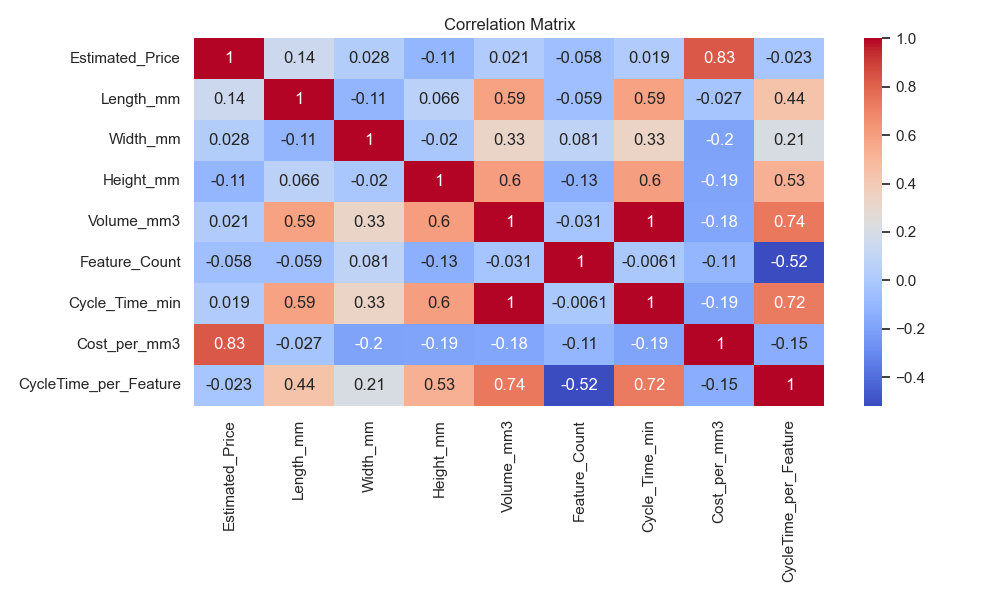 Correlation Matrix
Estimated_Price 1 0.14 0.028 -0.11 0.021 -0.058 0.019 0.83 -0.023
Length_mm 0.14 1 -0.11 0.066 0.59 -0.059 0.59 -0.027 0.44
Width_mm 0.028 -0.11 1 -0.02 0.33 0.081 0.33 -0.2 0.21
Height_mm -0.11 0.066 -0.02 1 0.6 -0.13 0.6 -0.19 0.53
Volume_mm3 0.021 0.59 0.33 0.6 1 -0.031 1 -0.18 0.74
Feature_Count -0.058 -0.059 0.081 -0.13 -0.031 1 -0.0061 -0.11 -0.52
Cycle_Time_min 0.019 0.59 0.33 0.6 1 -0.0061 1 -0.19 0.72
Cost_per_mm3 0.83 -0.027 -0.2 -0.19 -0.18 -0.11 -0.19 1 -0.15
CycleTime_per_Feature -0.023 0.44 0.21 0.53 0.74 -0.52 0.72 -0.15 1
Estimated_Price
Length_mm
Width_mm
Height_mm
Volume_mm3
Feature_Count
Cycle_Time_min
Cost_per_mm3
CycleTime_per_Feature
1.0
0.8
0.6
0.4
0.2
0.0
−0.2
−0.4